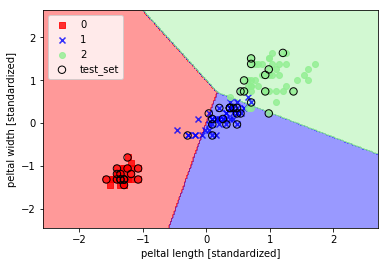 0
1
2
test_set
2
1
0
−1
−2
peltal width [standardized]
−2 −1 0 1 2
peltal length [standardized]